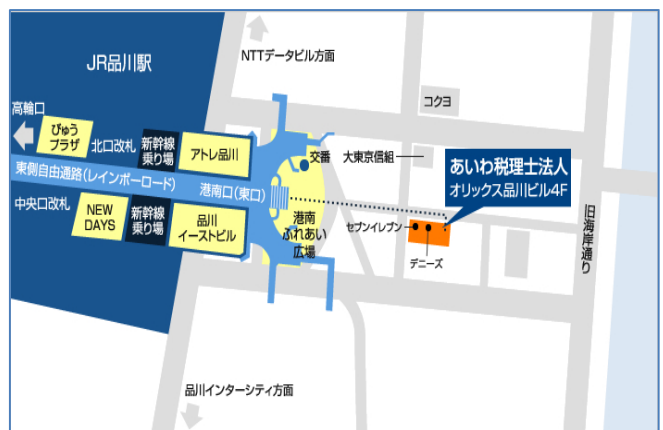 NTTデータビル方面
JR品川駅
コクヨ
高輪口
びゅう
プラザ
北口改札
新幹線
乗り場
アトレ品川
交番
大東京信組
あいわ税理士法人
オリックス品川ビル4F
東側自由通路(レインボーロード)
港南口(東口)
中央口改札
NEW
DAYS
新幹線
乗り場
品川
イーストビル
港南
ふれあい
広場
セブンイレブン
デニーズ
旧海岸通り
品川インターシティ方面